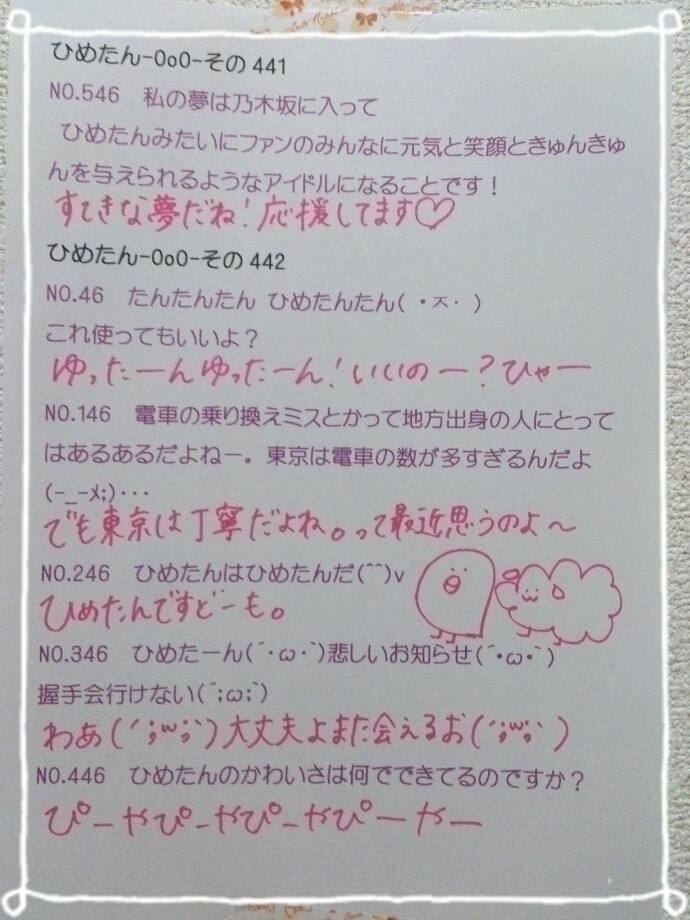 ひめたん-OoO-その441
NO.546　私の夢は乃木坂に入って
ひめたんみたいにファンのみんなに元気と笑顔ときゅんきゅ
んを与えられるようなアイドルになることです！
すてきな夢だね！応援してます♡
ひめたん-OoO-その442
NO.46　たんたんたん ひめたんたん( ・ㅈ・ )
これ使ってもいいよ？
ゆったーんゆったーん！いいのー？ひゃー
NO.146　電車の乗り換えミスとかって地方出身の人にとって
はあるあるだよねー。東京は電車の数が多すぎるんだよ
(-_-メ;)・・・
でも東京は丁寧だよね。って最近思うのよ〜
NO.246　ひめたんはひめたんだ(^^)v
ひめたんですどーも。
NO.346　ひめたーん(´・ω・`)悲しいお知らせ(´・ω・`)
握手会行けない(´;ω;`)
わあ(´;ω;`)大丈夫よまた会えるお(´;ω;`)
NO.446　ひめたんのかわいさは何でできてるのですか？
ぴーやぴーやぴーやぴーやー